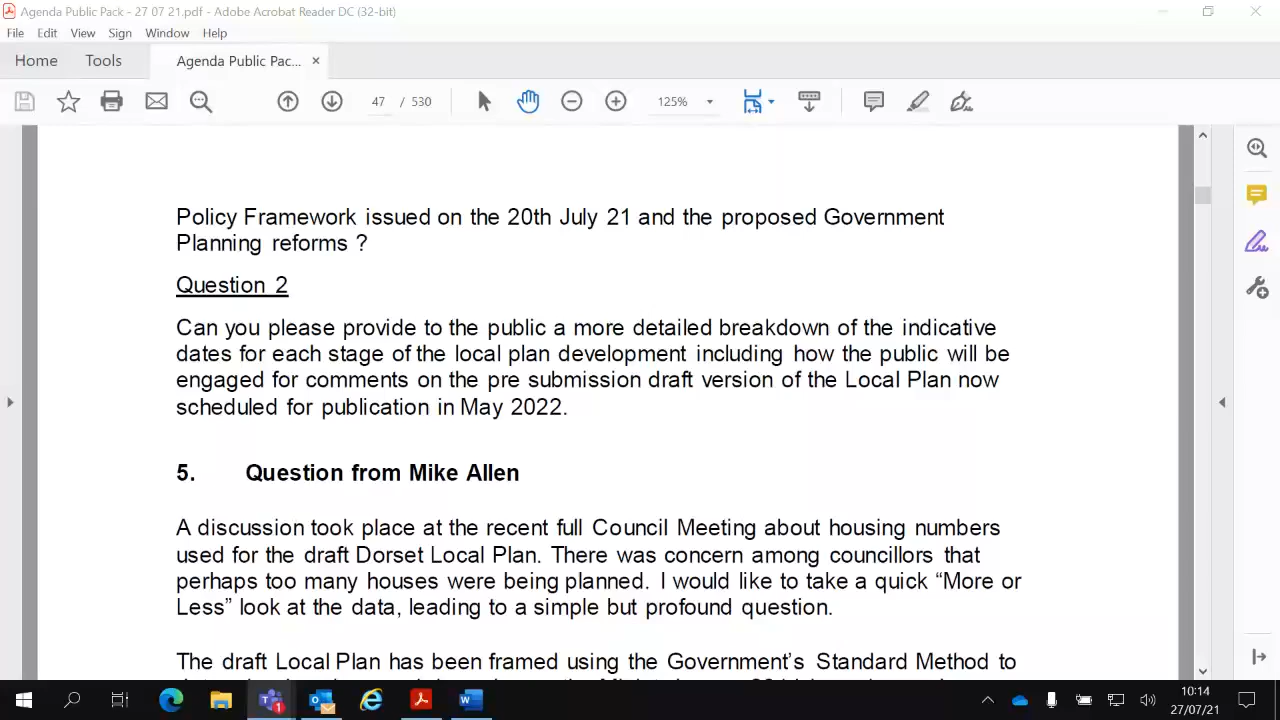 Agenda Public Pack - 27 07 21.pdf - Adobe Acrobat Reader DC (32-bit)
File Edit View Sign Window Help
Home Tools Agenda Public Pac... ×
47 / 530 125%
Policy Framework issued on the 20th July 21 and the proposed Government
Planning reforms ?
Question 2
Can you please provide to the public a more detailed breakdown of the indicative
dates for each stage of the local plan development including how the public will be
engaged for comments on the pre submission draft version of the Local Plan now
scheduled for publication in May 2022.
5. Question from Mike Allen
A discussion took place at the recent full Council Meeting about housing numbers
used for the draft Dorset Local Plan. There was concern among councillors that
perhaps too many houses were being planned. I would like to take a quick “More or
Less” look at the data, leading to a simple but profound question.
The draft Local Plan has been framed using the Government’s Standard Method to
10:14
27/07/21